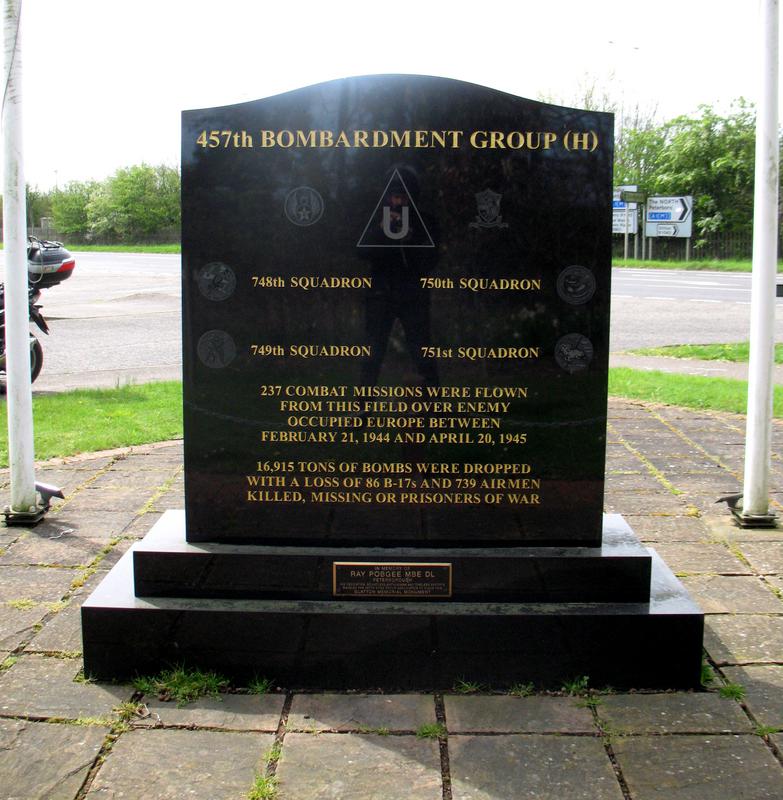 457th BOMBARDMENT GROUP (H)
U
748th SQUADRON 750th SQUADRON
749th SQUADRON 751st SQUADRON
237 COMBAT MISSIONS WERE FLOWN
FROM THIS FIELD OVER ENEMY
OCCUPIED EUROPE BETWEEN
FEBRUARY 21, 1944 AND APRIL 20, 1945
16,915 TONS OF BOMBS WERE DROPPED
WITH A LOSS OF 86 B-17s AND 739 AIRMEN
KILLED, MISSING OR PRISONERS OF WAR
IN MEMORY OF
RAY POBGEE MBE DL
PETERBOROUGH
GLATTON MEMORIAL MONUMENT
The NORTH